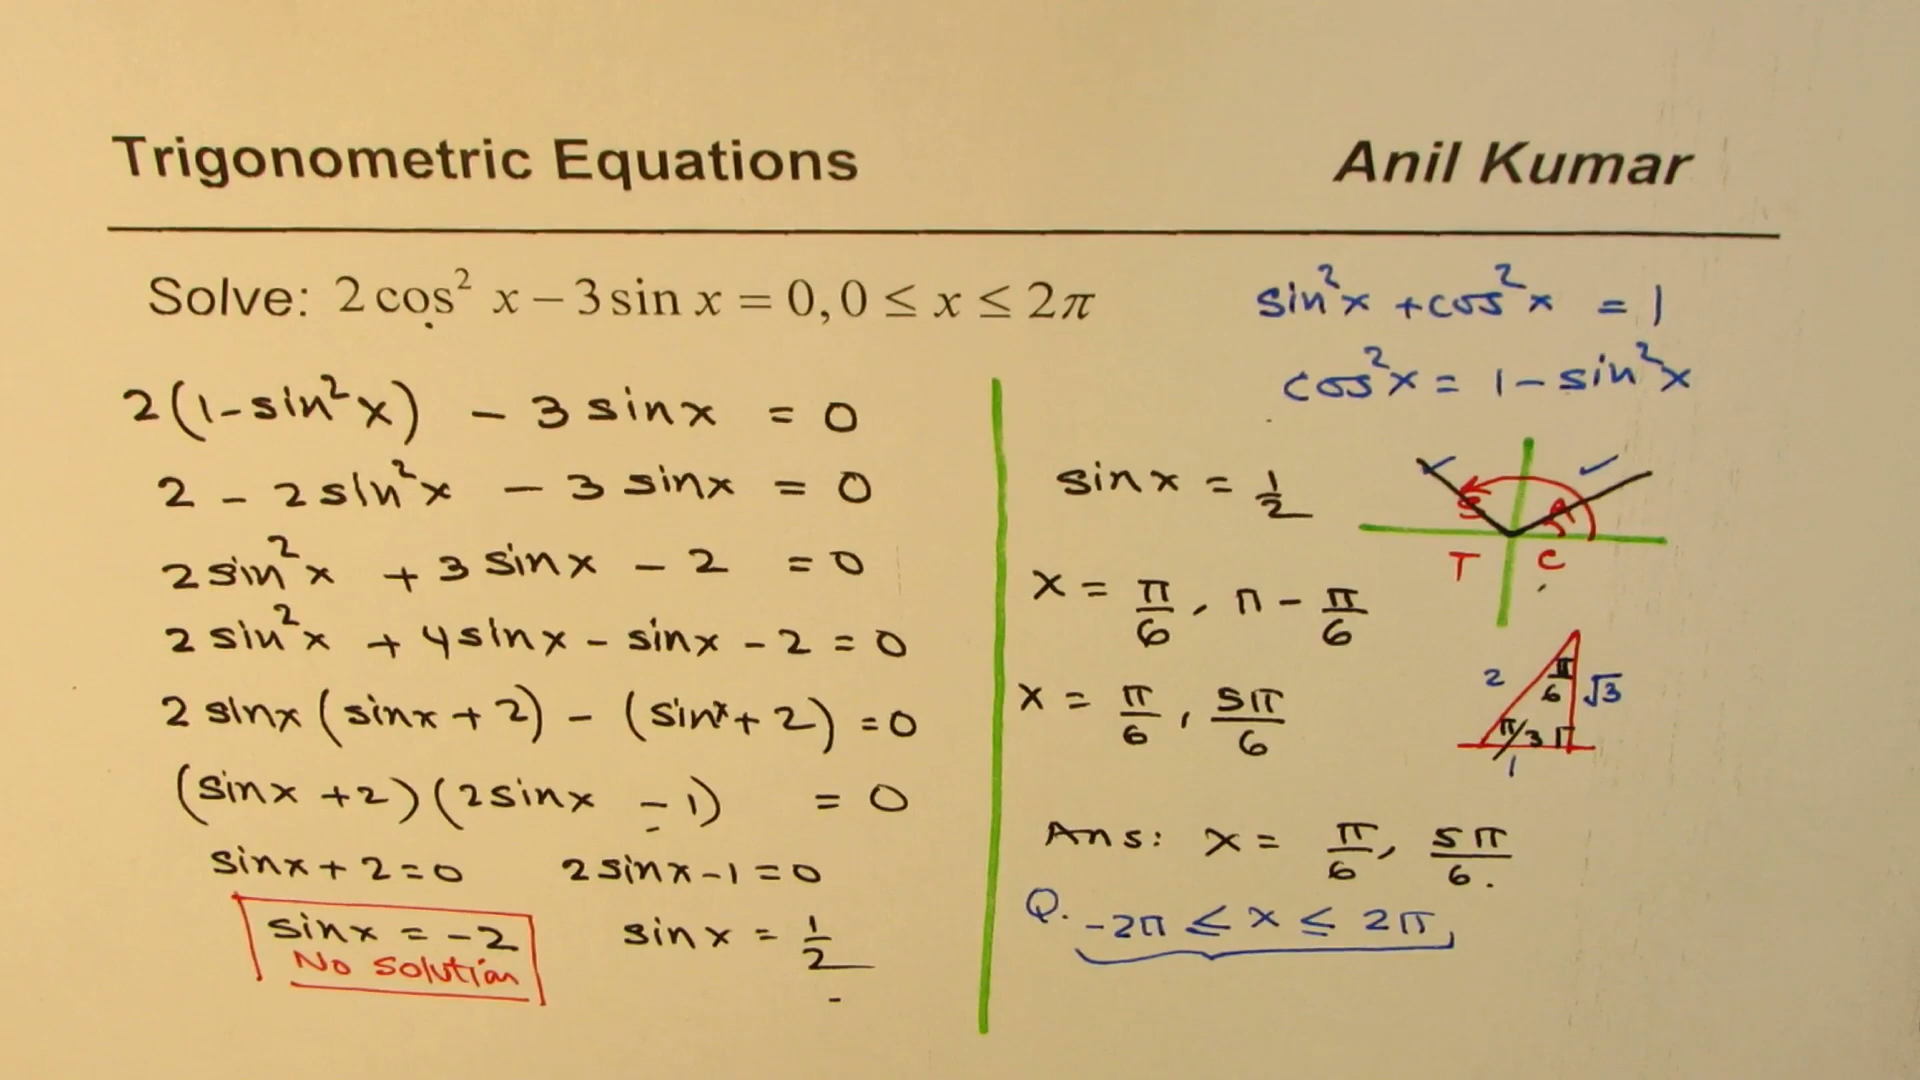 Trigonometric Equations
Anil Kumar
Solve: 2 cos² x − 3 sin x = 0, 0 ≤ x ≤ 2π
2(1-sin²x) - 3 sinx = 0
2 - 2sin²x - 3 sinx = 0
2sin²x + 3 sinx - 2 = 0
2 sin²x + 4sinx - sinx - 2 = 0
2 sinx (sinx + 2) - (sinx + 2) = 0
(sinx +2)(2sinx - 1) = 0
sinx + 2 = 0 2sinx - 1 = 0
sinx = -2 sinx = 1/2
No solution
sin²x + cos²x = 1
cos²x = 1 - sin²x
sinx = 1/2
S A
T C
x = π/6, π - π/6
x = π/6, 5π/6
2 π/6 √3
π/3
1
Ans: x = π/6, 5π/6.
Q. -2π ≤ x ≤ 2π